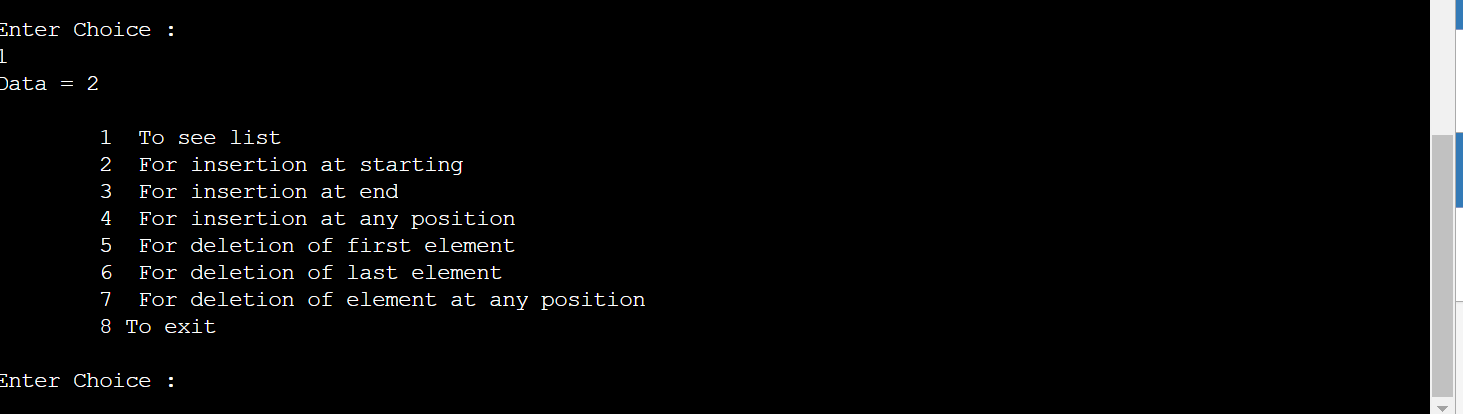 Enter Choice :
1
Data = 2
1 To see list
2 For insertion at starting
3 For insertion at end
4 For insertion at any position
5 For deletion of first element
6 For deletion of last element
7 For deletion of element at any position
8 To exit
Enter Choice :